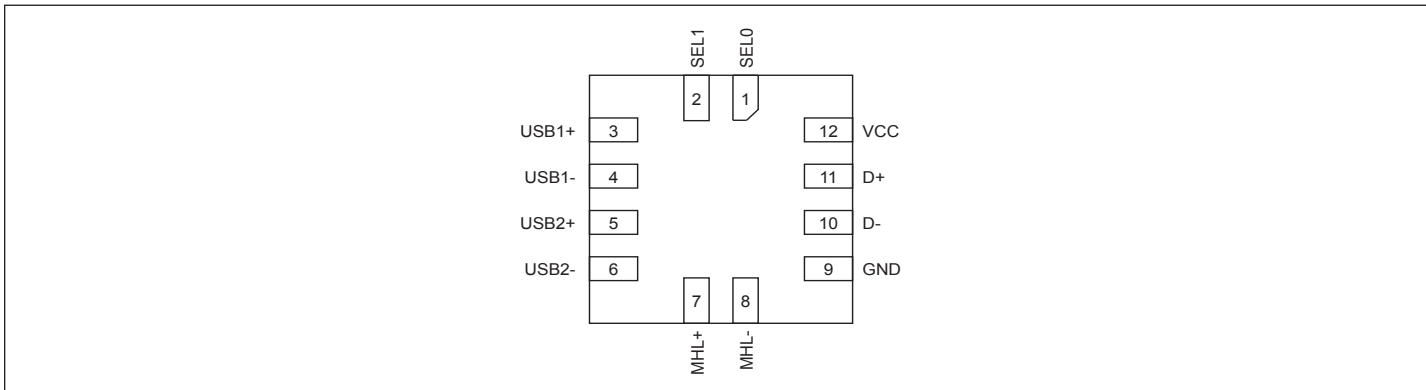 SEL1
SEL0
2
1
USB1+ 3
12 VCC
USB1- 4
11 D+
USB2+ 5
10 D-
USB2- 6
9 GND
7
8
MHL+
MHL-